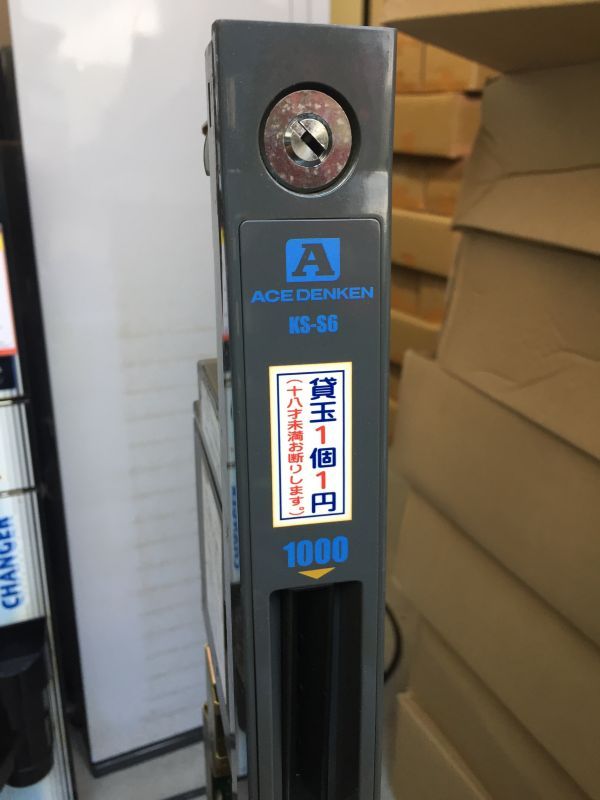 A
ACE DENKEN
KS-S6
貸玉1個1円
(十八才未満お断りします。)
1000
CHANGER
CHANGER